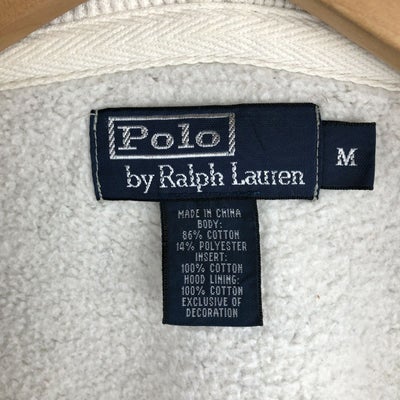 Polo
by Ralph Lauren
M
MADE IN CHINA
BODY:
86% COTTON
14% POLYESTER
INSERT:
100% COTTON
HOOD LINING:
100% COTTON
EXCLUSIVE OF
DECORATION